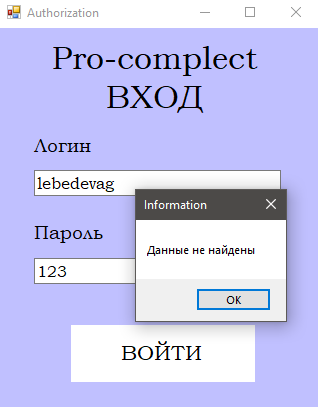 Authorization
Pro-complect
ВХОД
Логин
lebedevag
Information
Данные не найдены
Пароль
123
OK
ВОЙТИ